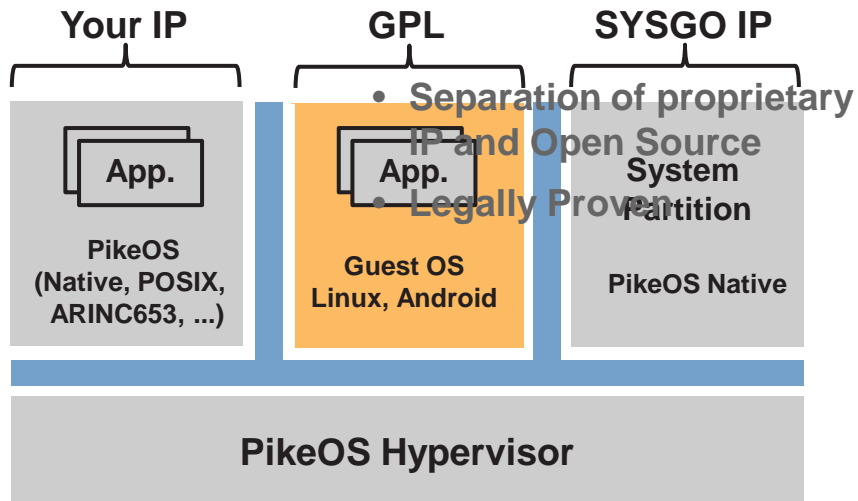 Your IP
GPL
SYSGO IP
• Separation of proprietary
IP and Open Source
• Legally Proven
App.
PikeOS
(Native, POSIX,
ARINC653, ...)
App.
Guest OS
Linux, Android
System
Partition
PikeOS Native
PikeOS Hypervisor